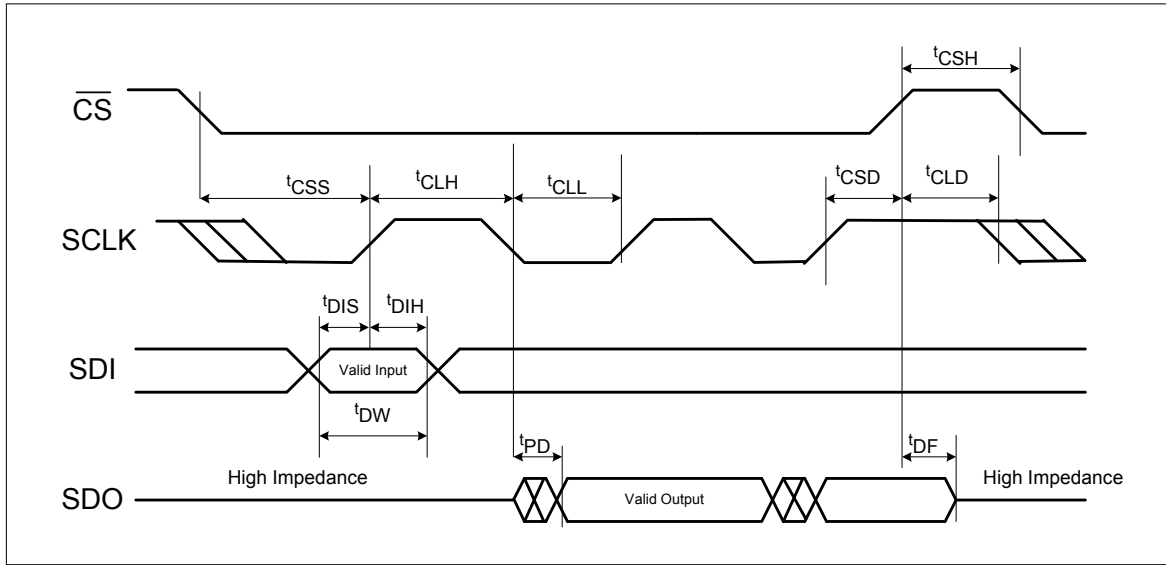 tCSH
CS
tCSS
tCLH
tCLL
tCSD
tCLD
SCLK
tDIS
tDIH
SDI
Valid Input
tDW
tPD
tDF
High Impedance
High Impedance
SDO
Valid Output